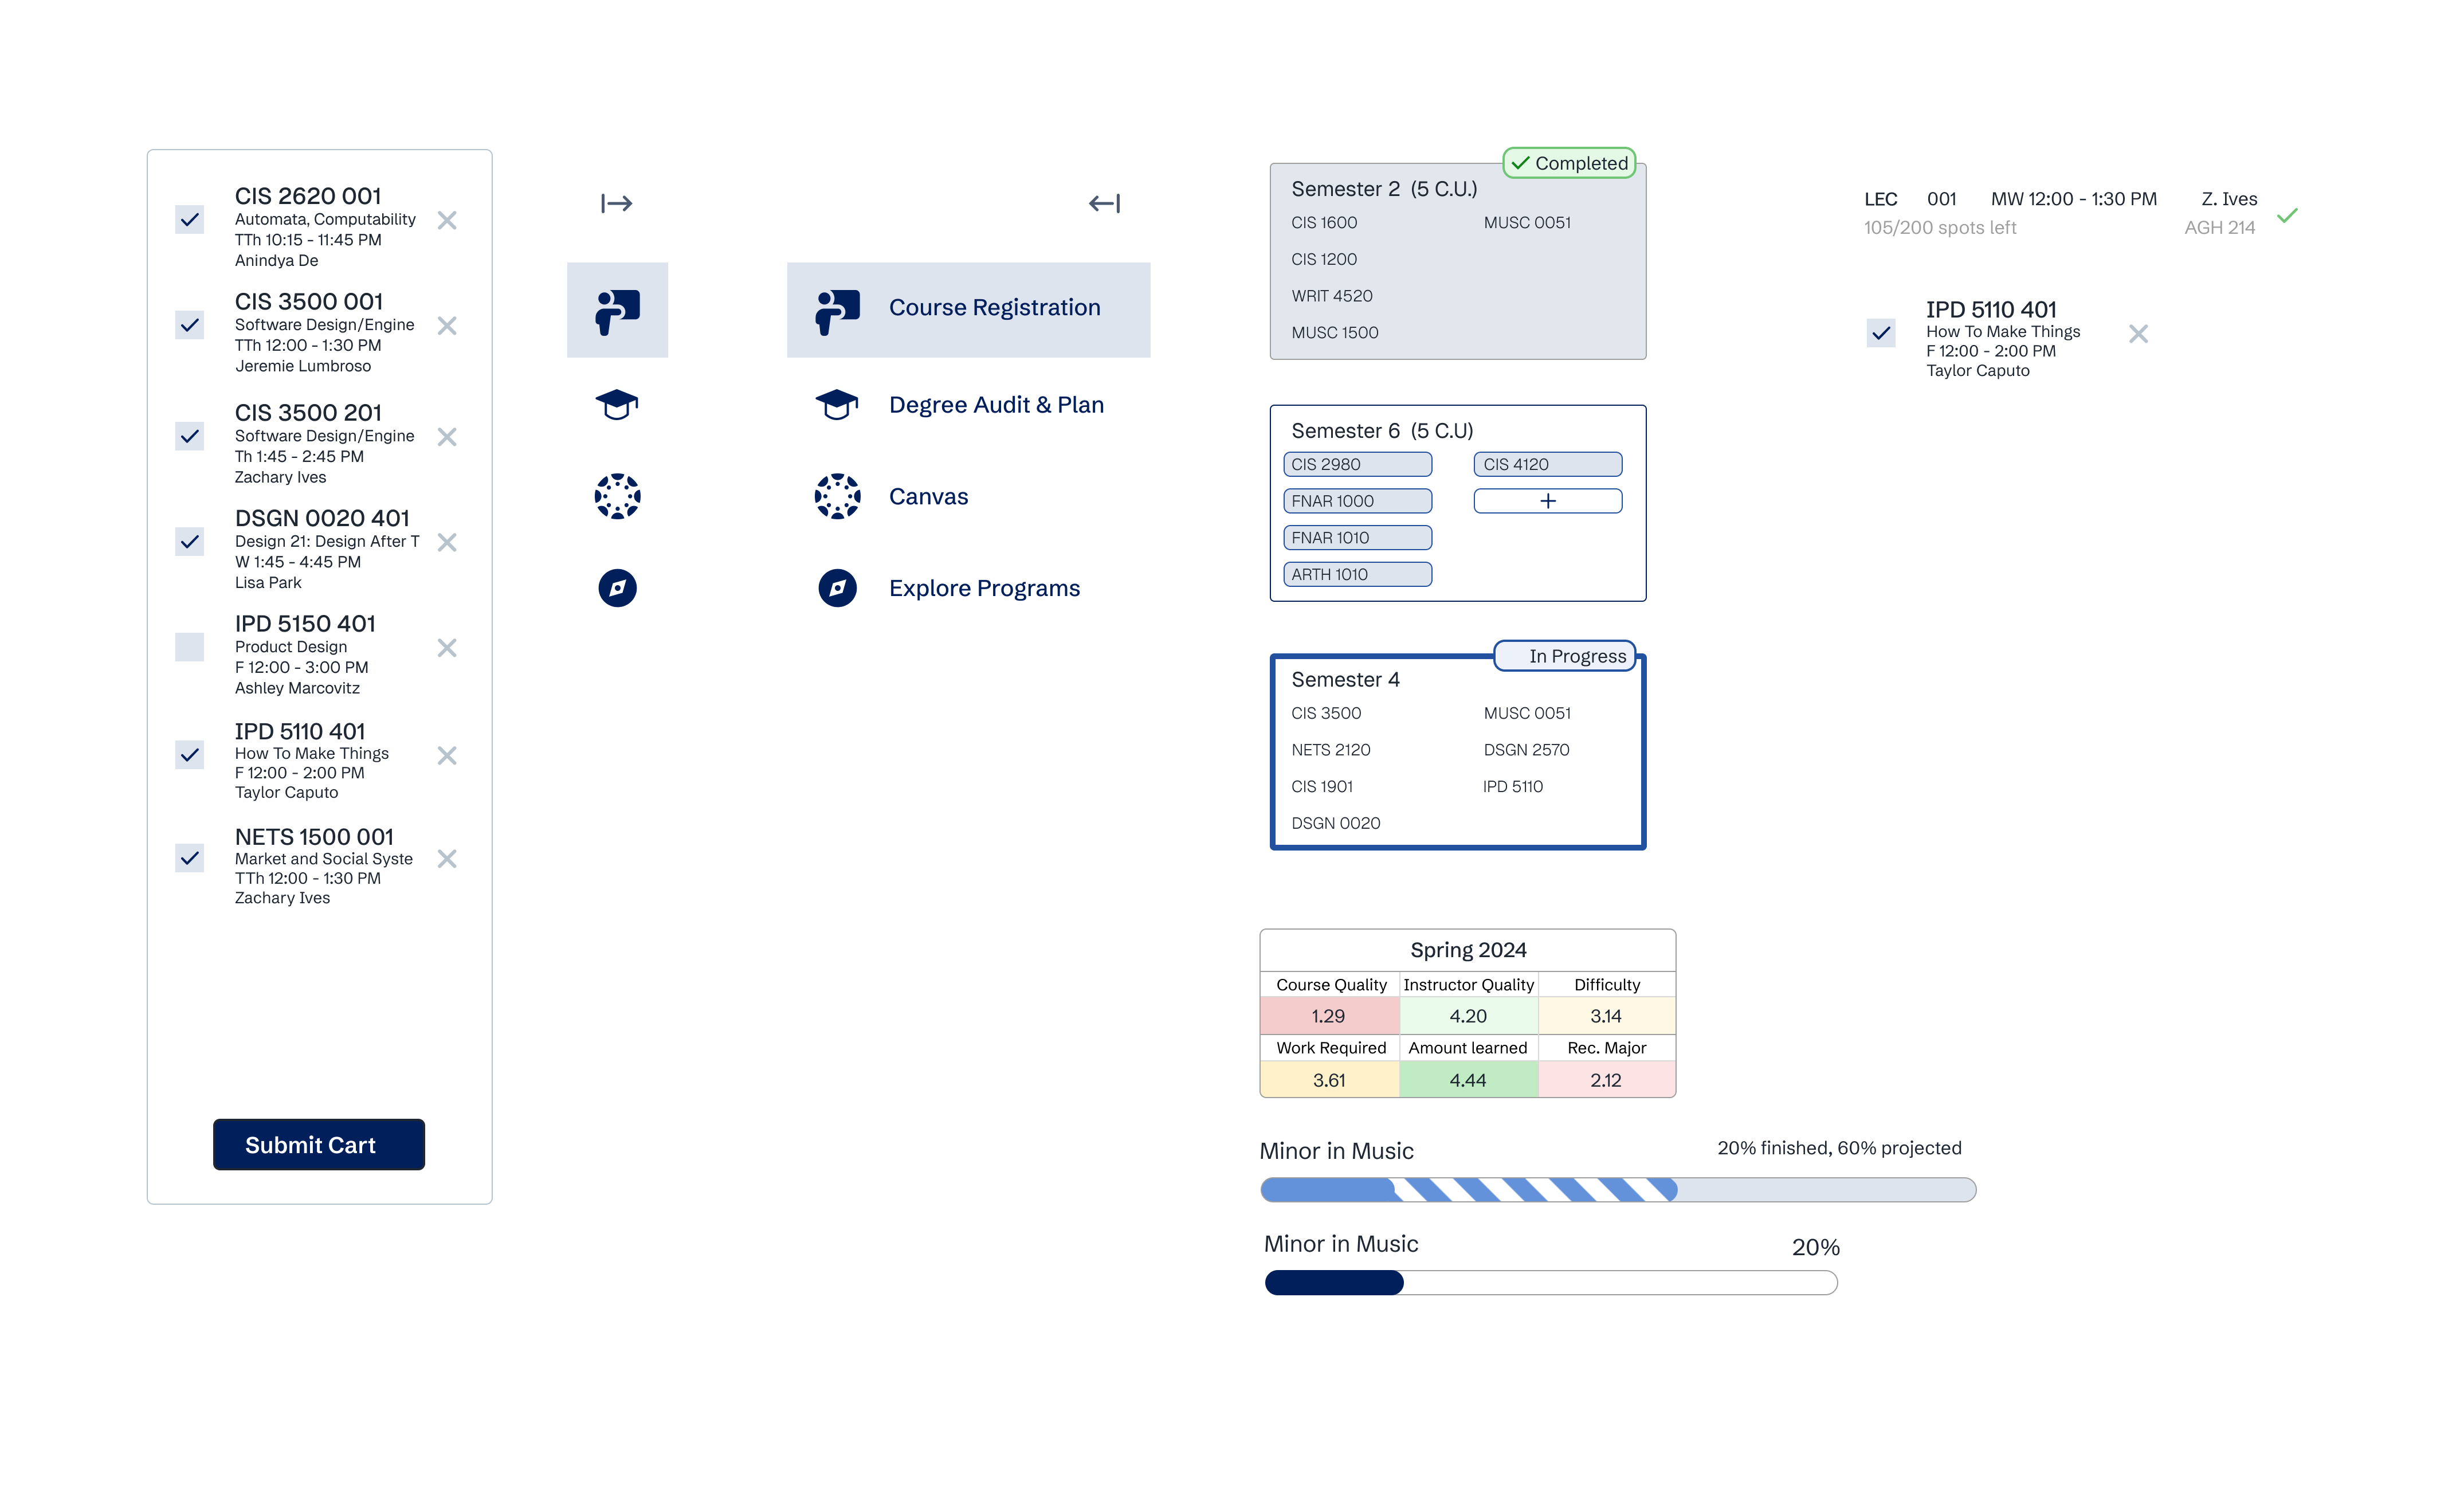 CIS 2620 001
Automata, Computability
TTh 10:15 - 11:45 PM
Anindya De
CIS 3500 001
Software Design/Engine
TTh 12:00 - 1:30 PM
Jeremie Lumbroso
CIS 3500 201
Software Design/Engine
Th 1:45 - 2:45 PM
Zachary Ives
DSGN 0020 401
Design 21: Design After T
W 1:45 - 4:45 PM
Lisa Park
IPD 5150 401
Product Design
F 12:00 - 3:00 PM
Ashley Marcovitz
IPD 5110 401
How To Make Things
F 12:00 - 2:00 PM
Taylor Caputo
NETS 1500 001
Market and Social Syste
TTh 12:00 - 1:30 PM
Zachary Ives
Submit Cart
Course Registration
Degree Audit & Plan
Canvas
Explore Programs
Completed
Semester 2 (5 C.U.)
CIS 1600 MUSC 0051
CIS 1200
WRIT 4520
MUSC 1500
Semester 6 (5 C.U)
CIS 2980 CIS 4120
FNAR 1000 +
FNAR 1010
ARTH 1010
In Progress
Semester 4
CIS 3500 MUSC 0051
NETS 2120 DSGN 2570
CIS 1901 IPD 5110
DSGN 0020
Spring 2024
Course Quality Instructor Quality Difficulty
1.29 4.20 3.14
Work Required Amount learned Rec. Major
3.61 4.44 2.12
Minor in Music 20% finished, 60% projected
Minor in Music 20%
LEC 001 MW 12:00 - 1:30 PM Z. Ives
105/200 spots left AGH 214
IPD 5110 401
How To Make Things
F 12:00 - 2:00 PM
Taylor Caputo